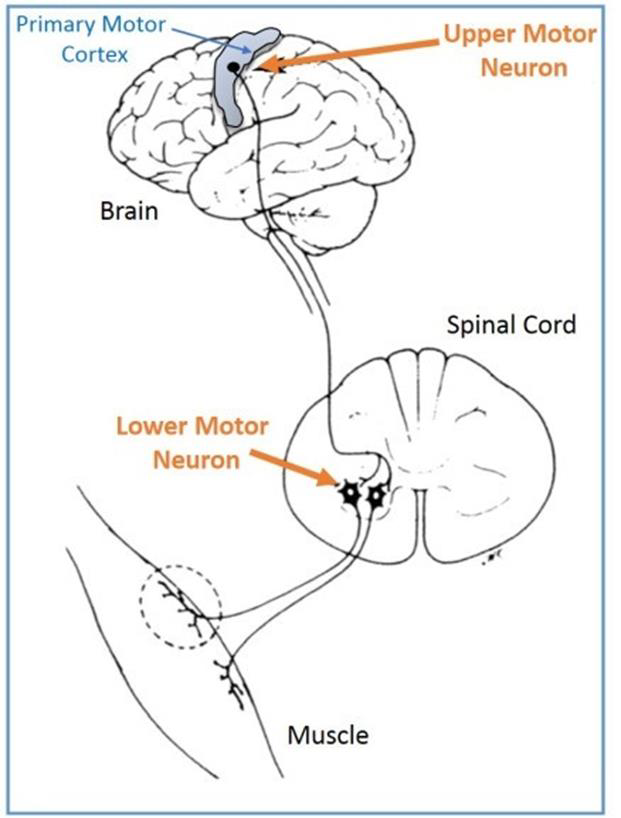 Primary Motor
Cortex
Upper Motor
Neuron
Brain
Spinal Cord
Lower Motor
Neuron
Muscle